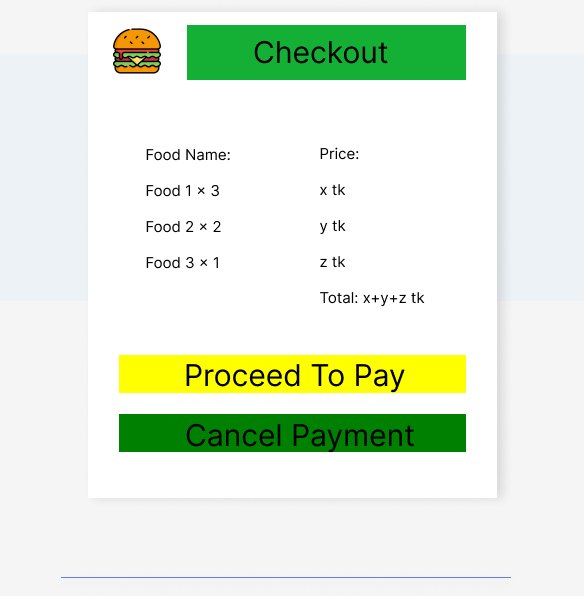 Checkout
Food Name: Price:
Food 1 × 3 x tk
Food 2 × 2 y tk
Food 3 × 1 z tk
Total: x+y+z tk
Proceed To Pay
Cancel Payment